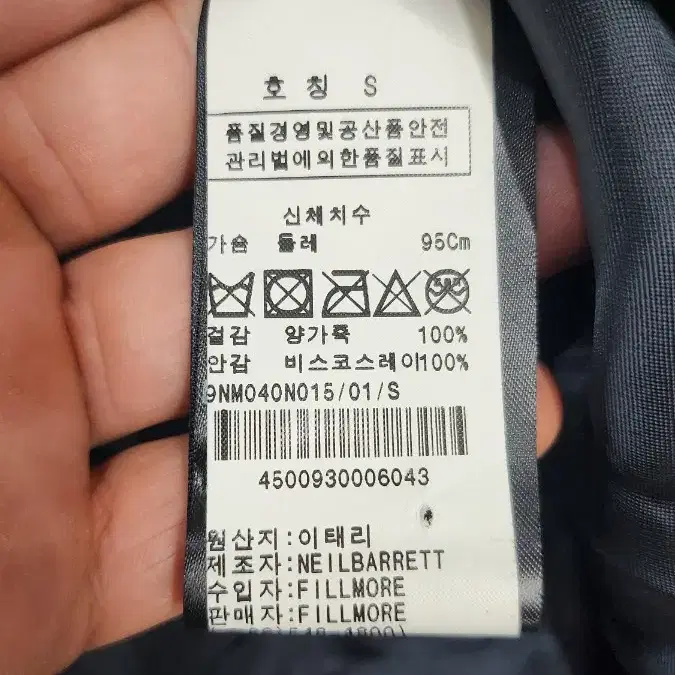 호칭 S
품질경영및공산품안전
관리법에의한품질표시
신체치수
가슴 둘레 95Cm
겉감 양가죽 100%
안감 비스코스레이100%
9NM040N015/01/S
4500930006043
원산지:이태리
제조자:NEILBARRETT
수입자:FILLMORE
판매자:FILLMORE